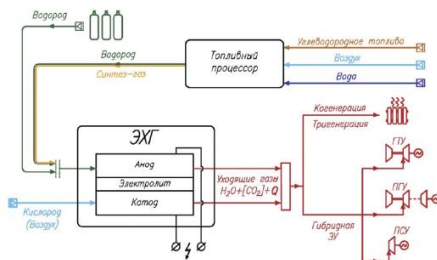 Водород
Водород
Синтез-газ
Топливный
процессор
Углеводородное топливо
Воздух
Вода
ЭХГ
Анод
Электролит
Катод
Кислород
(Воздух)
Уходящие газы
H₂O+[CO₂]+Q
Когенерация
Тригенерация
Гибридная
ЭУ
ГТУ
ПГУ
ПСУ